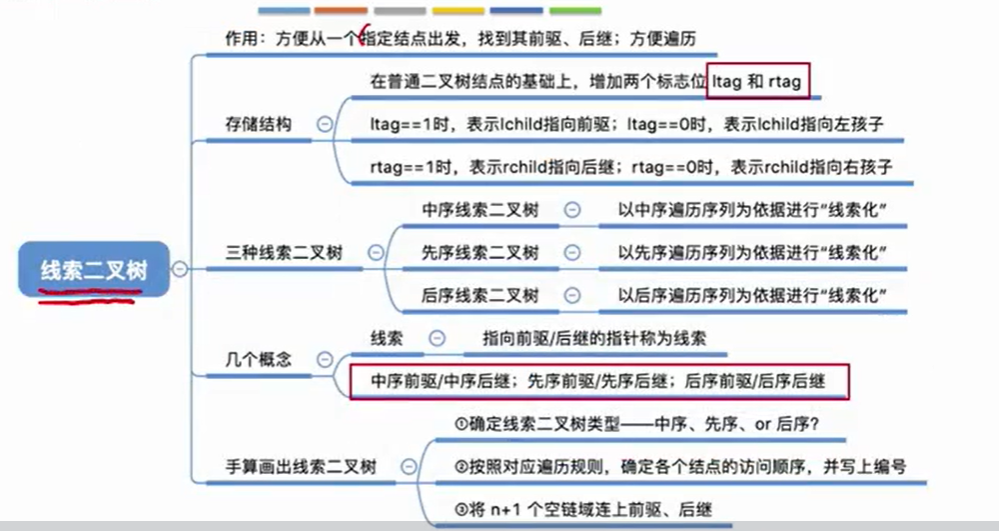 作用：方便从一个指定结点出发，找到其前驱、后继；方便遍历
在普通二叉树结点的基础上，增加两个标志位 ltag 和 rtag
存储结构
ltag==1时，表示lchild指向前驱；ltag==0时，表示lchild指向左孩子
rtag==1时，表示rchild指向后继；rtag==0时，表示rchild指向右孩子
中序线索二叉树 以中序遍历序列为依据进行“线索化”
三种线索二叉树 先序线索二叉树 以先序遍历序列为依据进行“线索化”
线索二叉树
后序线索二叉树 以后序遍历序列为依据进行“线索化”
线索 指向前驱/后继的指针称为线索
几个概念
中序前驱/中序后继；先序前驱/先序后继；后序前驱/后序后继
①确定线索二叉树类型——中序、先序、or 后序？
手算画出线索二叉树 ②按照对应遍历规则，确定各个结点的访问顺序，并写上编号
③将 n+1 个空链域连上前驱、后继